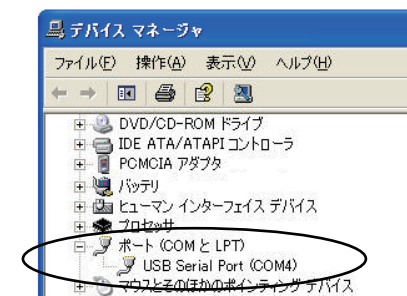 デバイス マネージャ
ファイル(F) 操作(A) 表示(V) ヘルプ(H)
DVD/CD-ROM ドライブ
IDE ATA/ATAPI コントローラ
PCMCIA アダプタ
バッテリ
ヒューマン インターフェイス デバイス
プロセッサ
ポート (COM と LPT)
USB Serial Port (COM4)
マウスとそのほかのポインティング デバイス